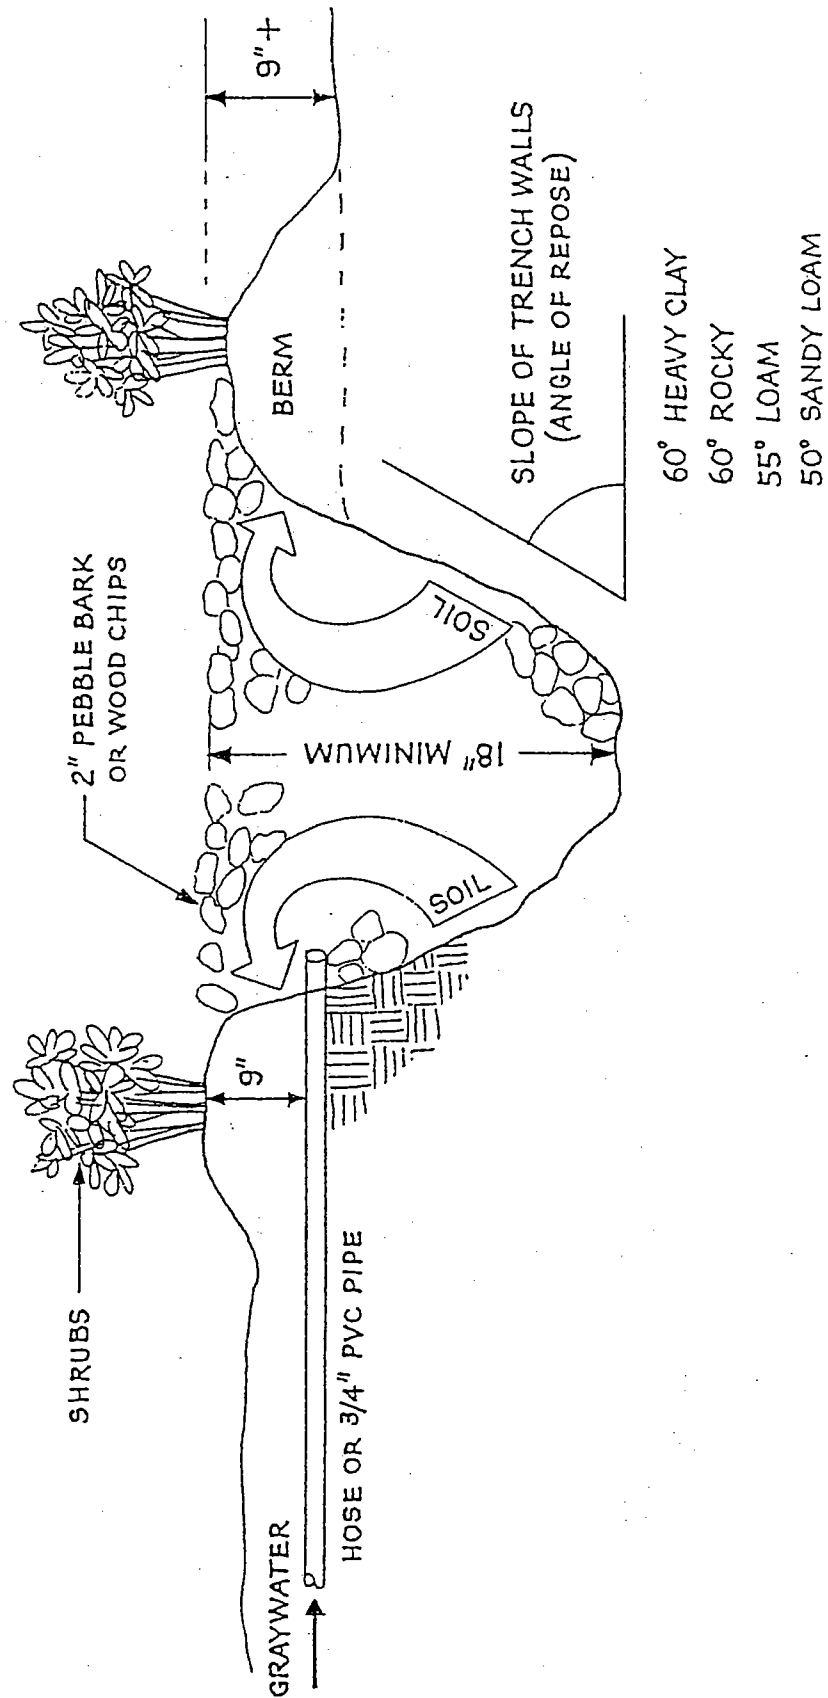 SHRUBS
2" PEBBLE BARK
OR WOOD CHIPS
9"+
9"
BERM
SOIL
18" MINIMUM
SOIL
GRAYWATER
HOSE OR 3/4" PVC PIPE
SLOPE OF TRENCH WALLS
(ANGLE OF REPOSE)
60° HEAVY CLAY
60° ROCKY
55° LOAM
50° SANDY LOAM